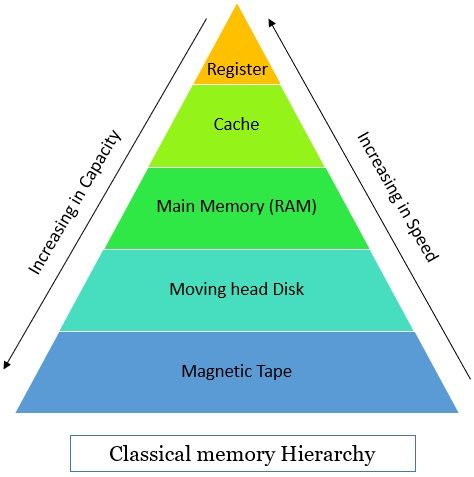 Register
Cache
Main Memory (RAM)
Moving head Disk
Magnetic Tape
Increasing in Capacity
Increasing in Speed
Classical memory Hierarchy